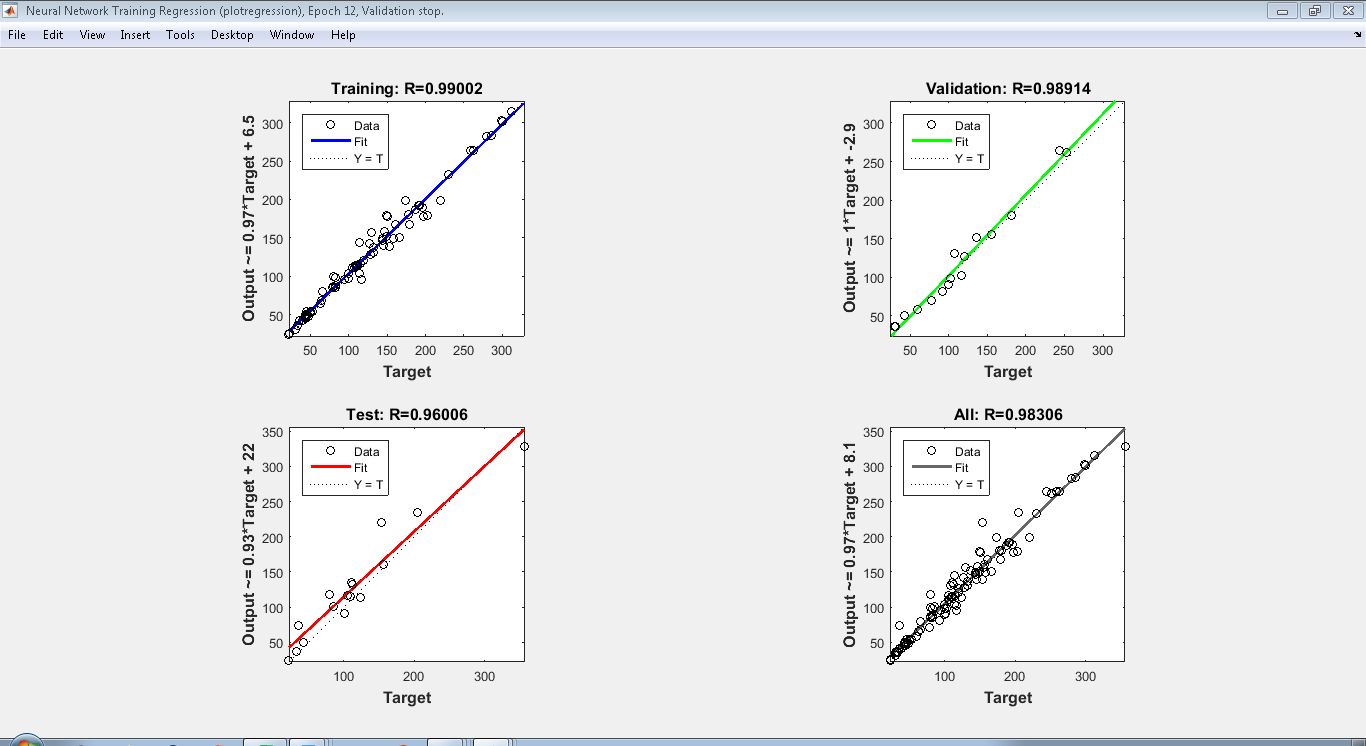 Neural Network Training Regression (plotregression), Epoch 12, Validation stop.
File Edit View Insert Tools Desktop Window Help
Training: R=0.99002
Output ~= 0.97*Target + 6.5
Data
Fit
Y = T
300
250
200
150
100
50
50 100 150 200 250 300
Target
Validation: R=0.98914
Output ~= 1*Target + -2.9
Data
Fit
Y = T
300
250
200
150
100
50
50 100 150 200 250 300
Target
Test: R=0.96006
Output ~= 0.93*Target + 22
Data
Fit
Y = T
350
300
250
200
150
100
50
100 300
Target
All: R=0.98306
Output ~= 0.97*Target + 8.1
Data
Fit
Y = T
350
300
250
200
150
100
50
100 200 300
Target